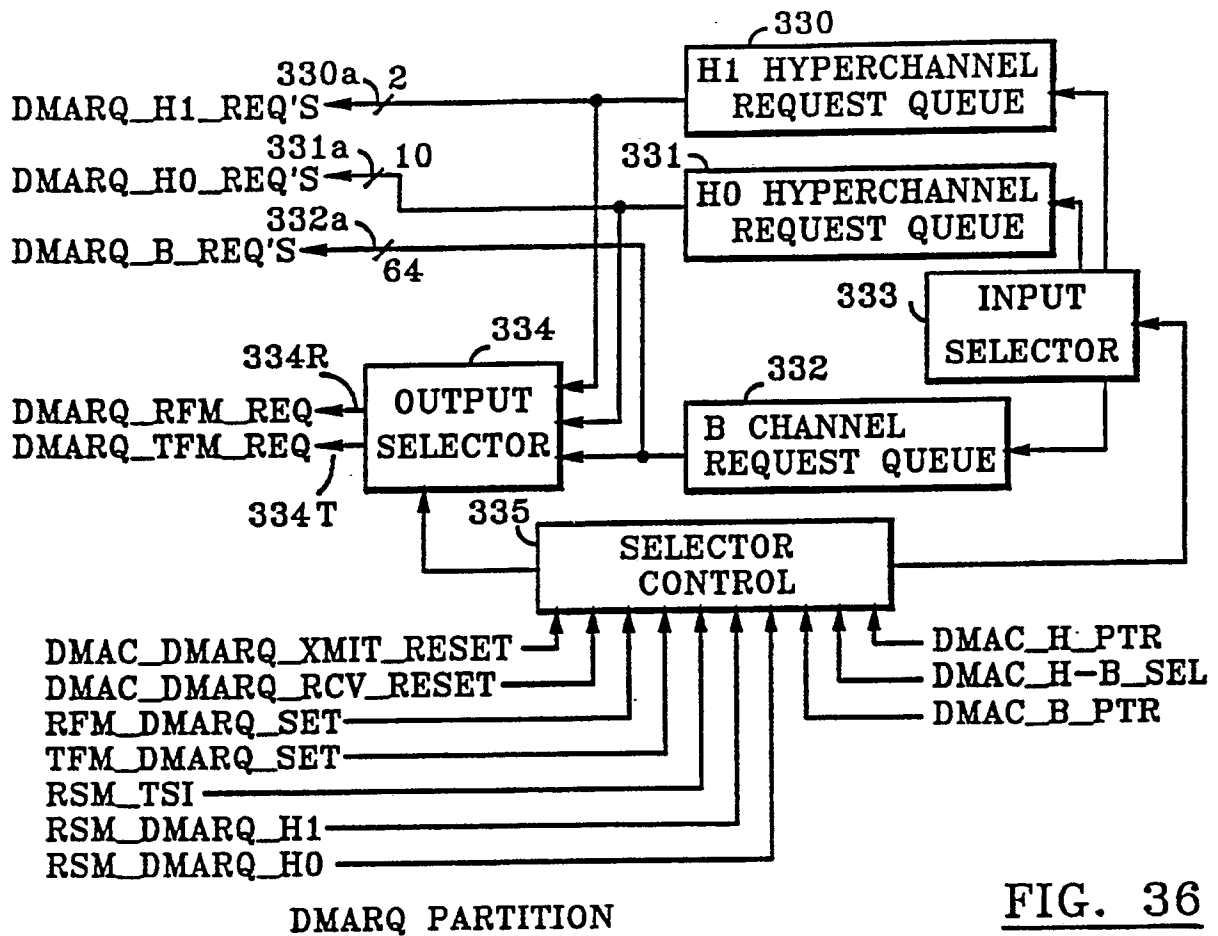 330
H1 HYPERCHANNEL
REQUEST QUEUE
330a
2
DMARQ_H1_REQ'S
331a
10
DMARQ_H0_REQ'S
331
H0 HYPERCHANNEL
REQUEST QUEUE
332a
64
DMARQ_B_REQ'S
333
INPUT
SELECTOR
334
OUTPUT
SELECTOR
334R
DMARQ_RFM_REQ
DMARQ_TFM_REQ
334T
332
B CHANNEL
REQUEST QUEUE
335
SELECTOR
CONTROL
DMAC_DMARQ_XMIT_RESET
DMAC_DMARQ_RCV_RESET
RFM_DMARQ_SET
TFM_DMARQ_SET
RSM_TSI
RSM_DMARQ_H1
RSM_DMARQ_H0
DMAC_H_PTR
DMAC_H-B_SEL
DMAC_B_PTR
DMARQ PARTITION
FIG. 36